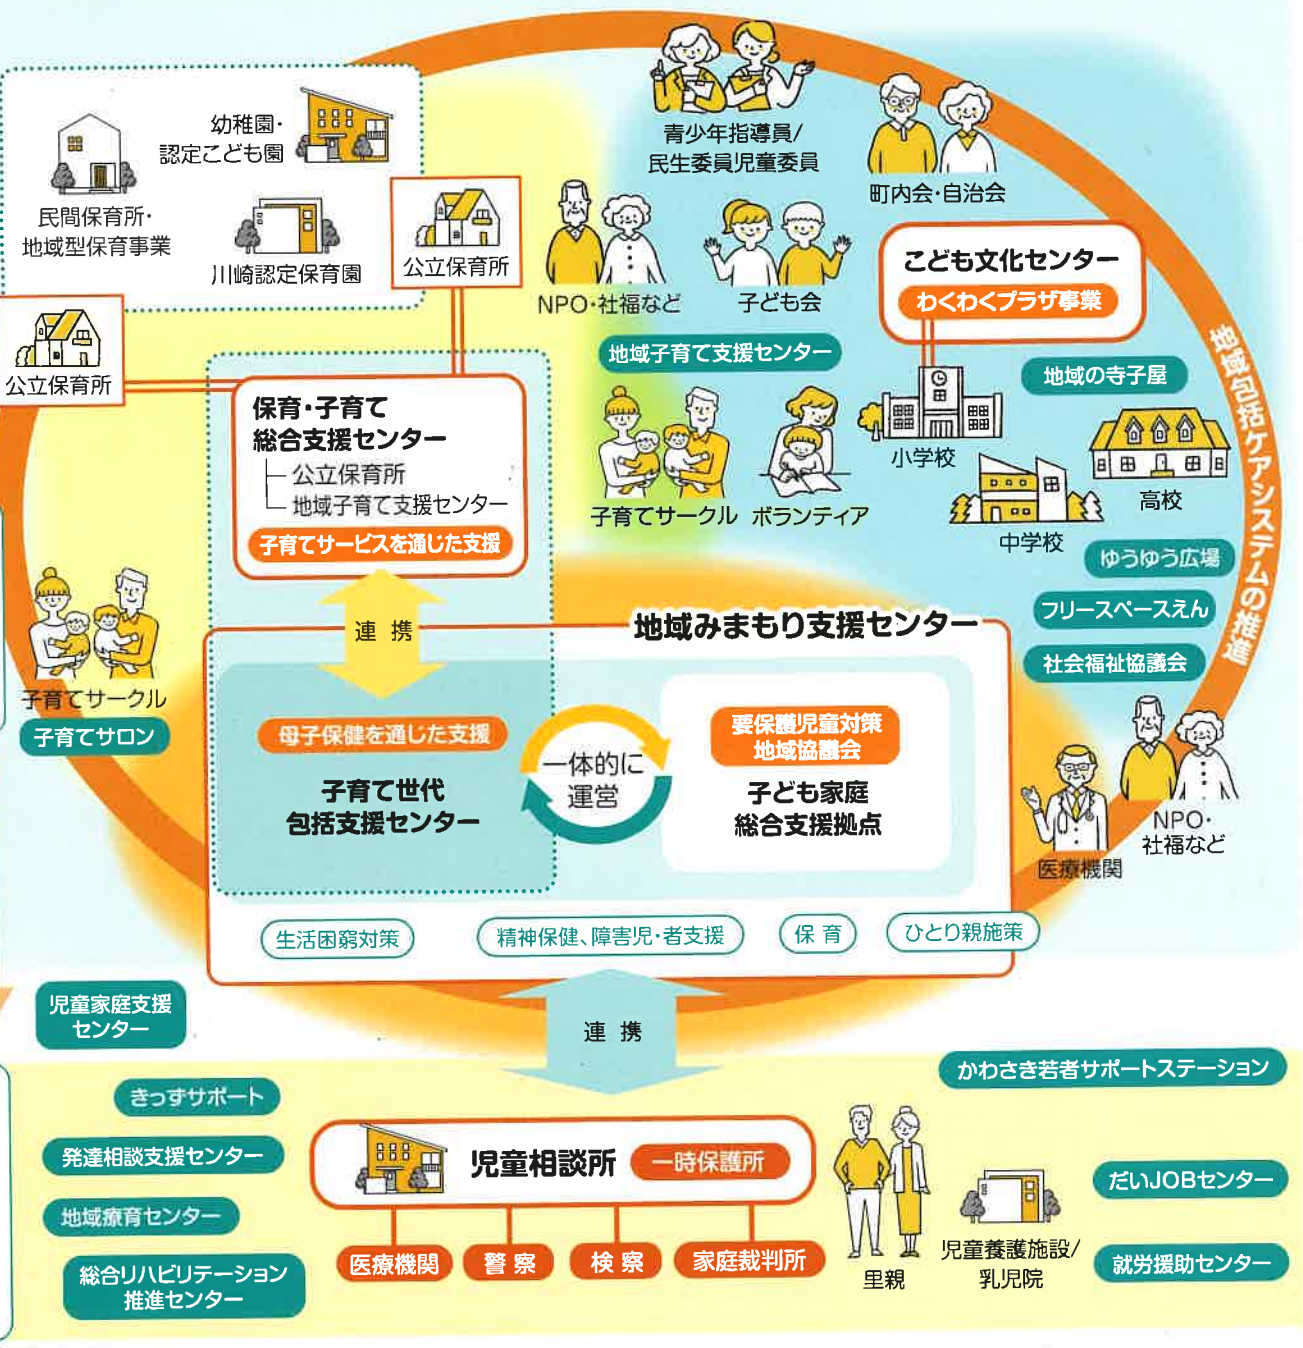 幼稚園・
認定こども園
民間保育所・
地域型保育事業
川崎認定保育園
公立保育所
公立保育所
青少年指導員/
民生委員児童委員
町内会・自治会
NPO・社福など
子ども会
こども文化センター
わくわくプラザ事業
地域子育て支援センター
地域の寺子屋
子育てサークル
ボランティア
小学校
中学校
高校
ゆうゆう広場
フリースペースえん
社会福祉協議会
地域包括ケアシステムの推進
保育・子育て
総合支援センター
公立保育所
地域子育て支援センター
子育てサービスを通じた支援
連携
子育てサークル
子育てサロン
地域みまもり支援センター
母子保健を通じた支援
子育て世代
包括支援センター
一体的に
運営
要保護児童対策
地域協議会
子ども家庭
総合支援拠点
医療機関
NPO・
社福など
生活困窮対策
精神保健、障害児・者支援
保育
ひとり親施策
連携
児童家庭支援
センター
きっずサポート
発達相談支援センター
地域療育センター
総合リハビリテーション
推進センター
児童相談所
一時保護所
医療機関
警察
検察
家庭裁判所
里親
児童養護施設/
乳児院
かわさき若者サポートステーション
だいJOBセンター
就労援助センター